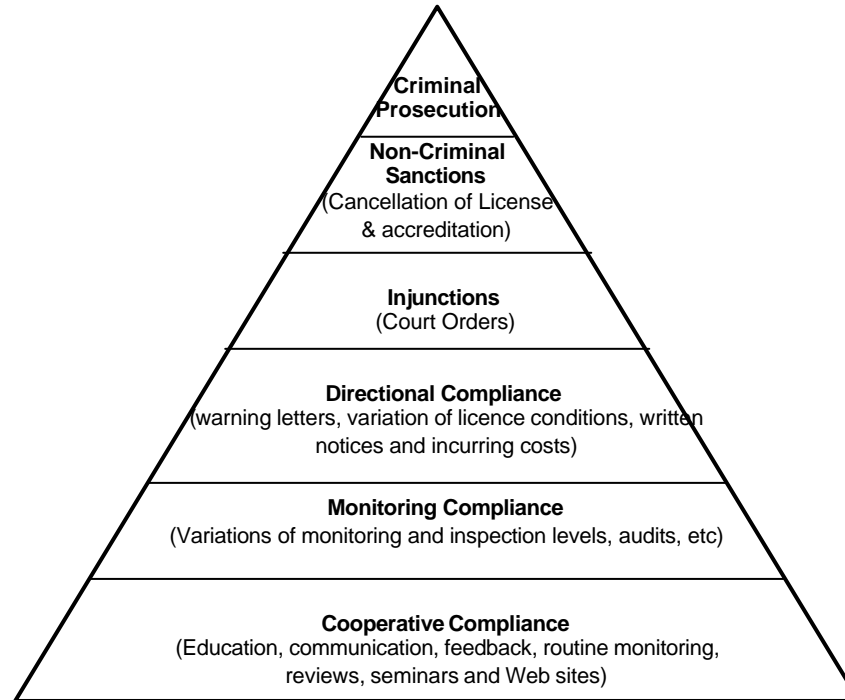 Criminal
Prosecution
Non-Criminal
Sanctions
(Cancellation of License
& accreditation)
Injunctions
(Court Orders)
Directional Compliance
(warning letters, variation of licence conditions, written
notices and incurring costs)
Monitoring Compliance
(Variations of monitoring and inspection levels, audits, etc)
Cooperative Compliance
(Education, communication, feedback, routine monitoring,
reviews, seminars and Web sites)